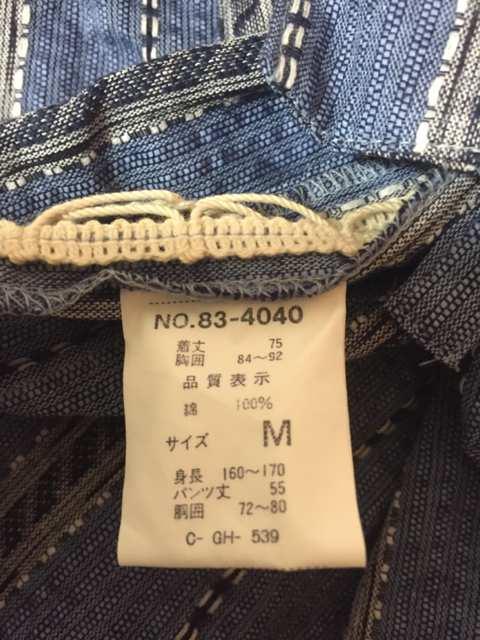 NO.83-4040
着丈 75
胸囲 84～92
品質表示
綿 100%
サイズ M
身長 160～170
パンツ丈 55
胴囲 72～80
C- GH- 539